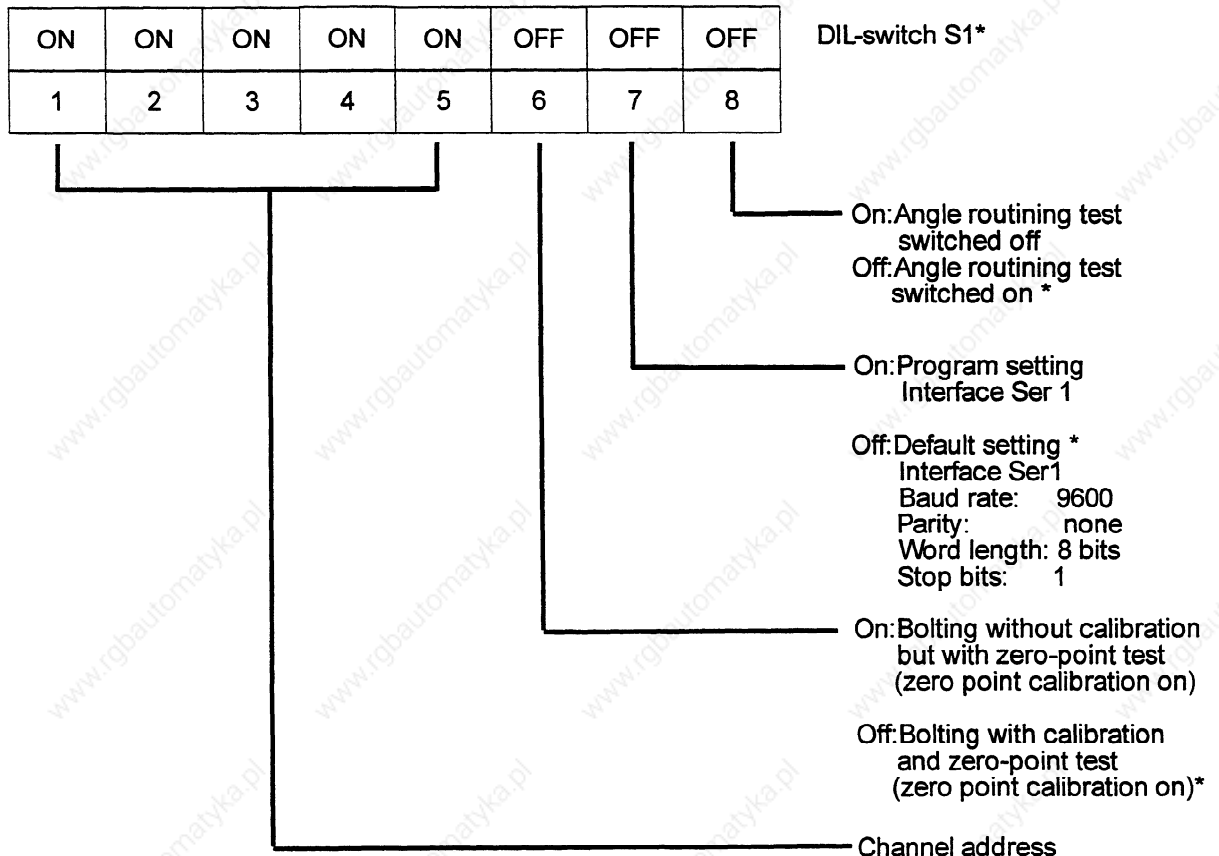 ON ON ON ON ON OFF OFF OFF DIL-switch S1*
1 2 3 4 5 6 7 8
On:Angle routining test
switched off
Off:Angle routining test
switched on *
On:Program setting
Interface Ser 1
Off:Default setting *
Interface Ser1
Baud rate: 9600
Parity: none
Word length: 8 bits
Stop bits: 1
On:Bolting without calibration
but with zero-point test
(zero point calibration on)
Off:Bolting with calibration
and zero-point test
(zero point calibration on)*
Channel address
www.rgbautomatyka.pl